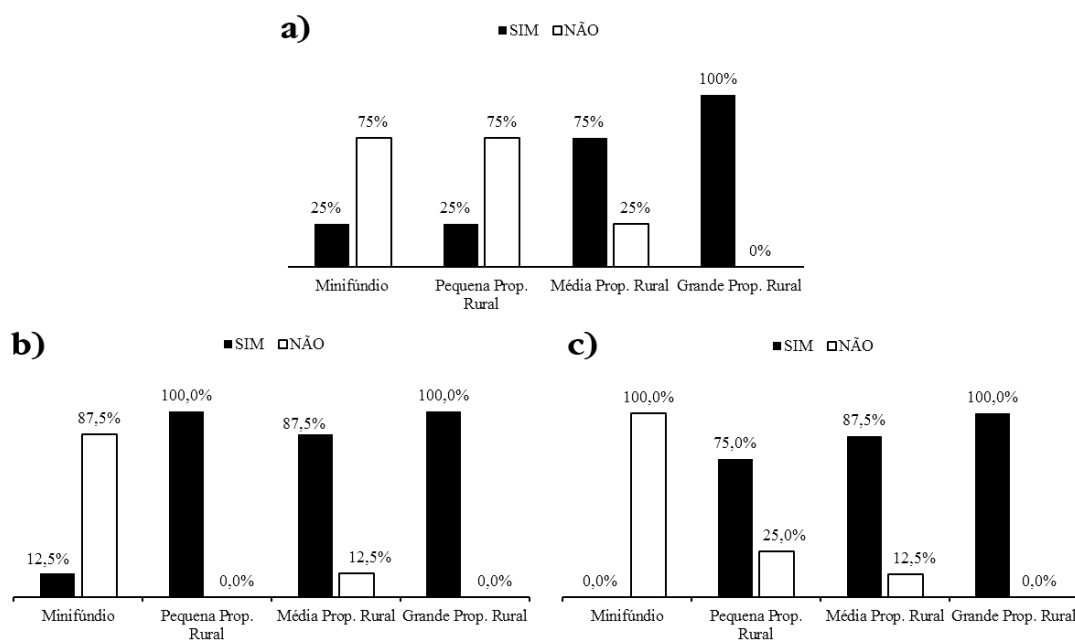 a)
SIM NÃO
100%
75% 75% 75%
25% 25% 25%
0%
Minifúndio Pequena Prop. Rural Média Prop. Rural Grande Prop. Rural
b)
SIM NÃO
100,0% 100,0%
87,5% 87,5%
12,5% 12,5%
0,0% 0,0%
Minifúndio Pequena Prop. Rural Média Prop. Rural Grande Prop. Rural
c)
SIM NÃO
100,0% 100,0%
87,5%
75,0%
25,0%
12,5%
0,0% 0,0%
Minifúndio Pequena Prop. Rural Média Prop. Rural Grande Prop. Rural